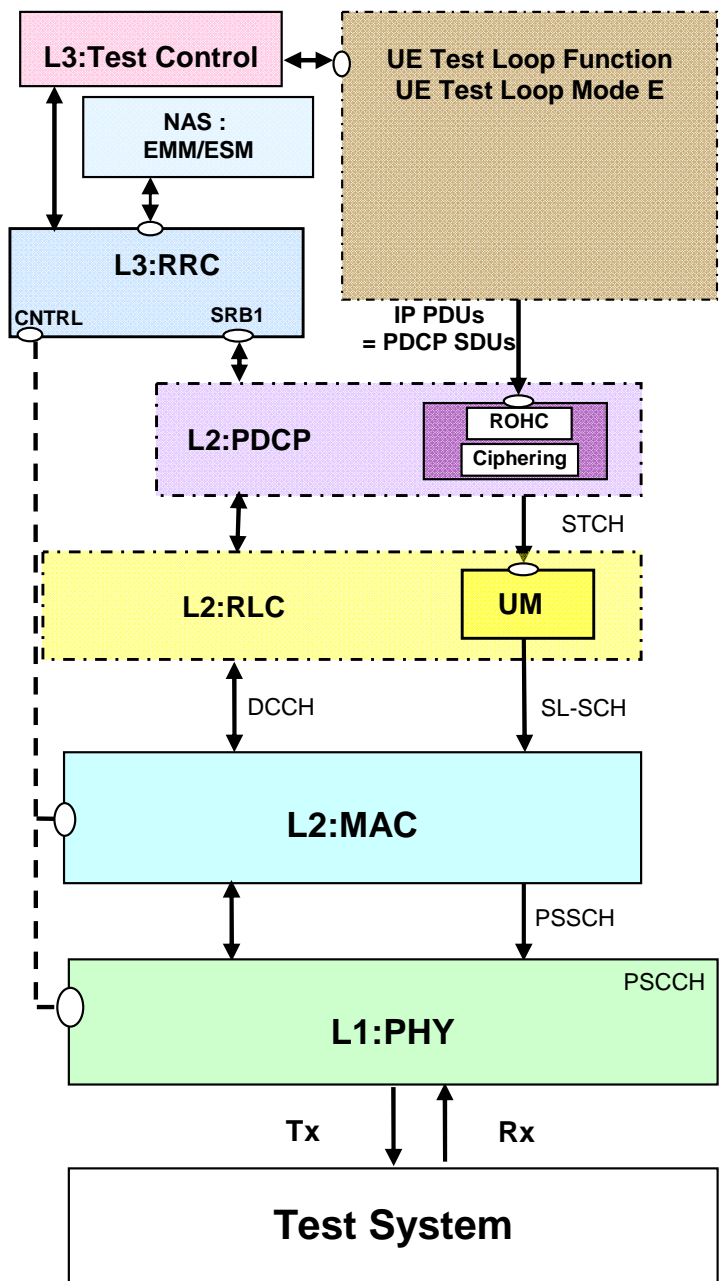 L3:Test Control
UE Test Loop Function
UE Test Loop Mode E
NAS :
EMM/ESM
L3:RRC
CNTRL
SRB1
IP PDUs
= PDCP SDUs
L2:PDCP
ROHC
Ciphering
STCH
L2:RLC
UM
DCCH
SL-SCH
L2:MAC
PSSCH
PSCCH
L1:PHY
Tx
Rx
Test System